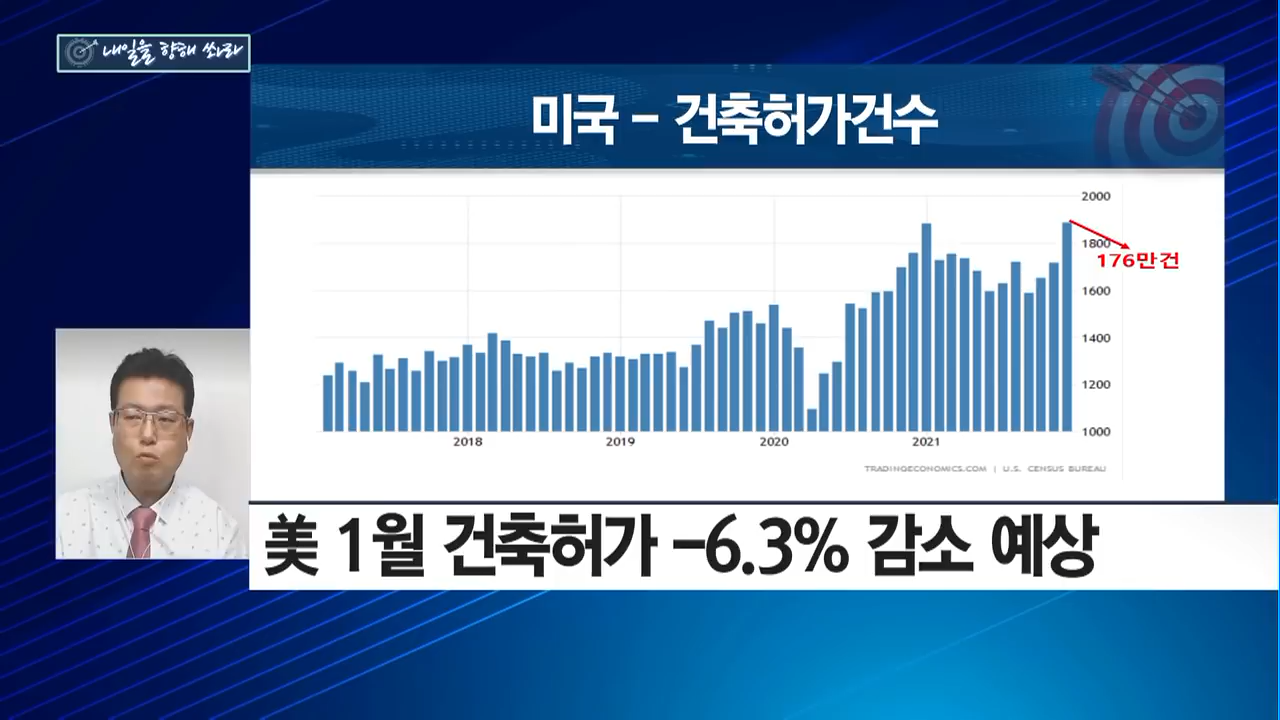 내일을 향해 쏴라
미국 - 건축허가건수
2000
1800
176만건
1600
1400
1200
1000
2018 2019 2020 2021
TRADINGECONOMICS.COM | U.S. CENSUS BUREAU
美 1월 건축허가 -6.3% 감소 예상